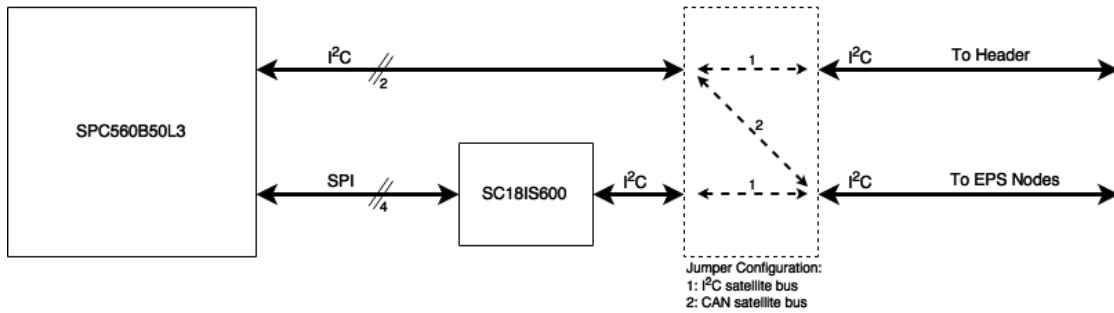 I²C
2
1
I²C
To Header
SPC560B50L3
2
SPI
4
SC18IS600
I²C
1
I²C
To EPS Nodes
Jumper Configuration:
1: I²C satellite bus
2: CAN satellite bus